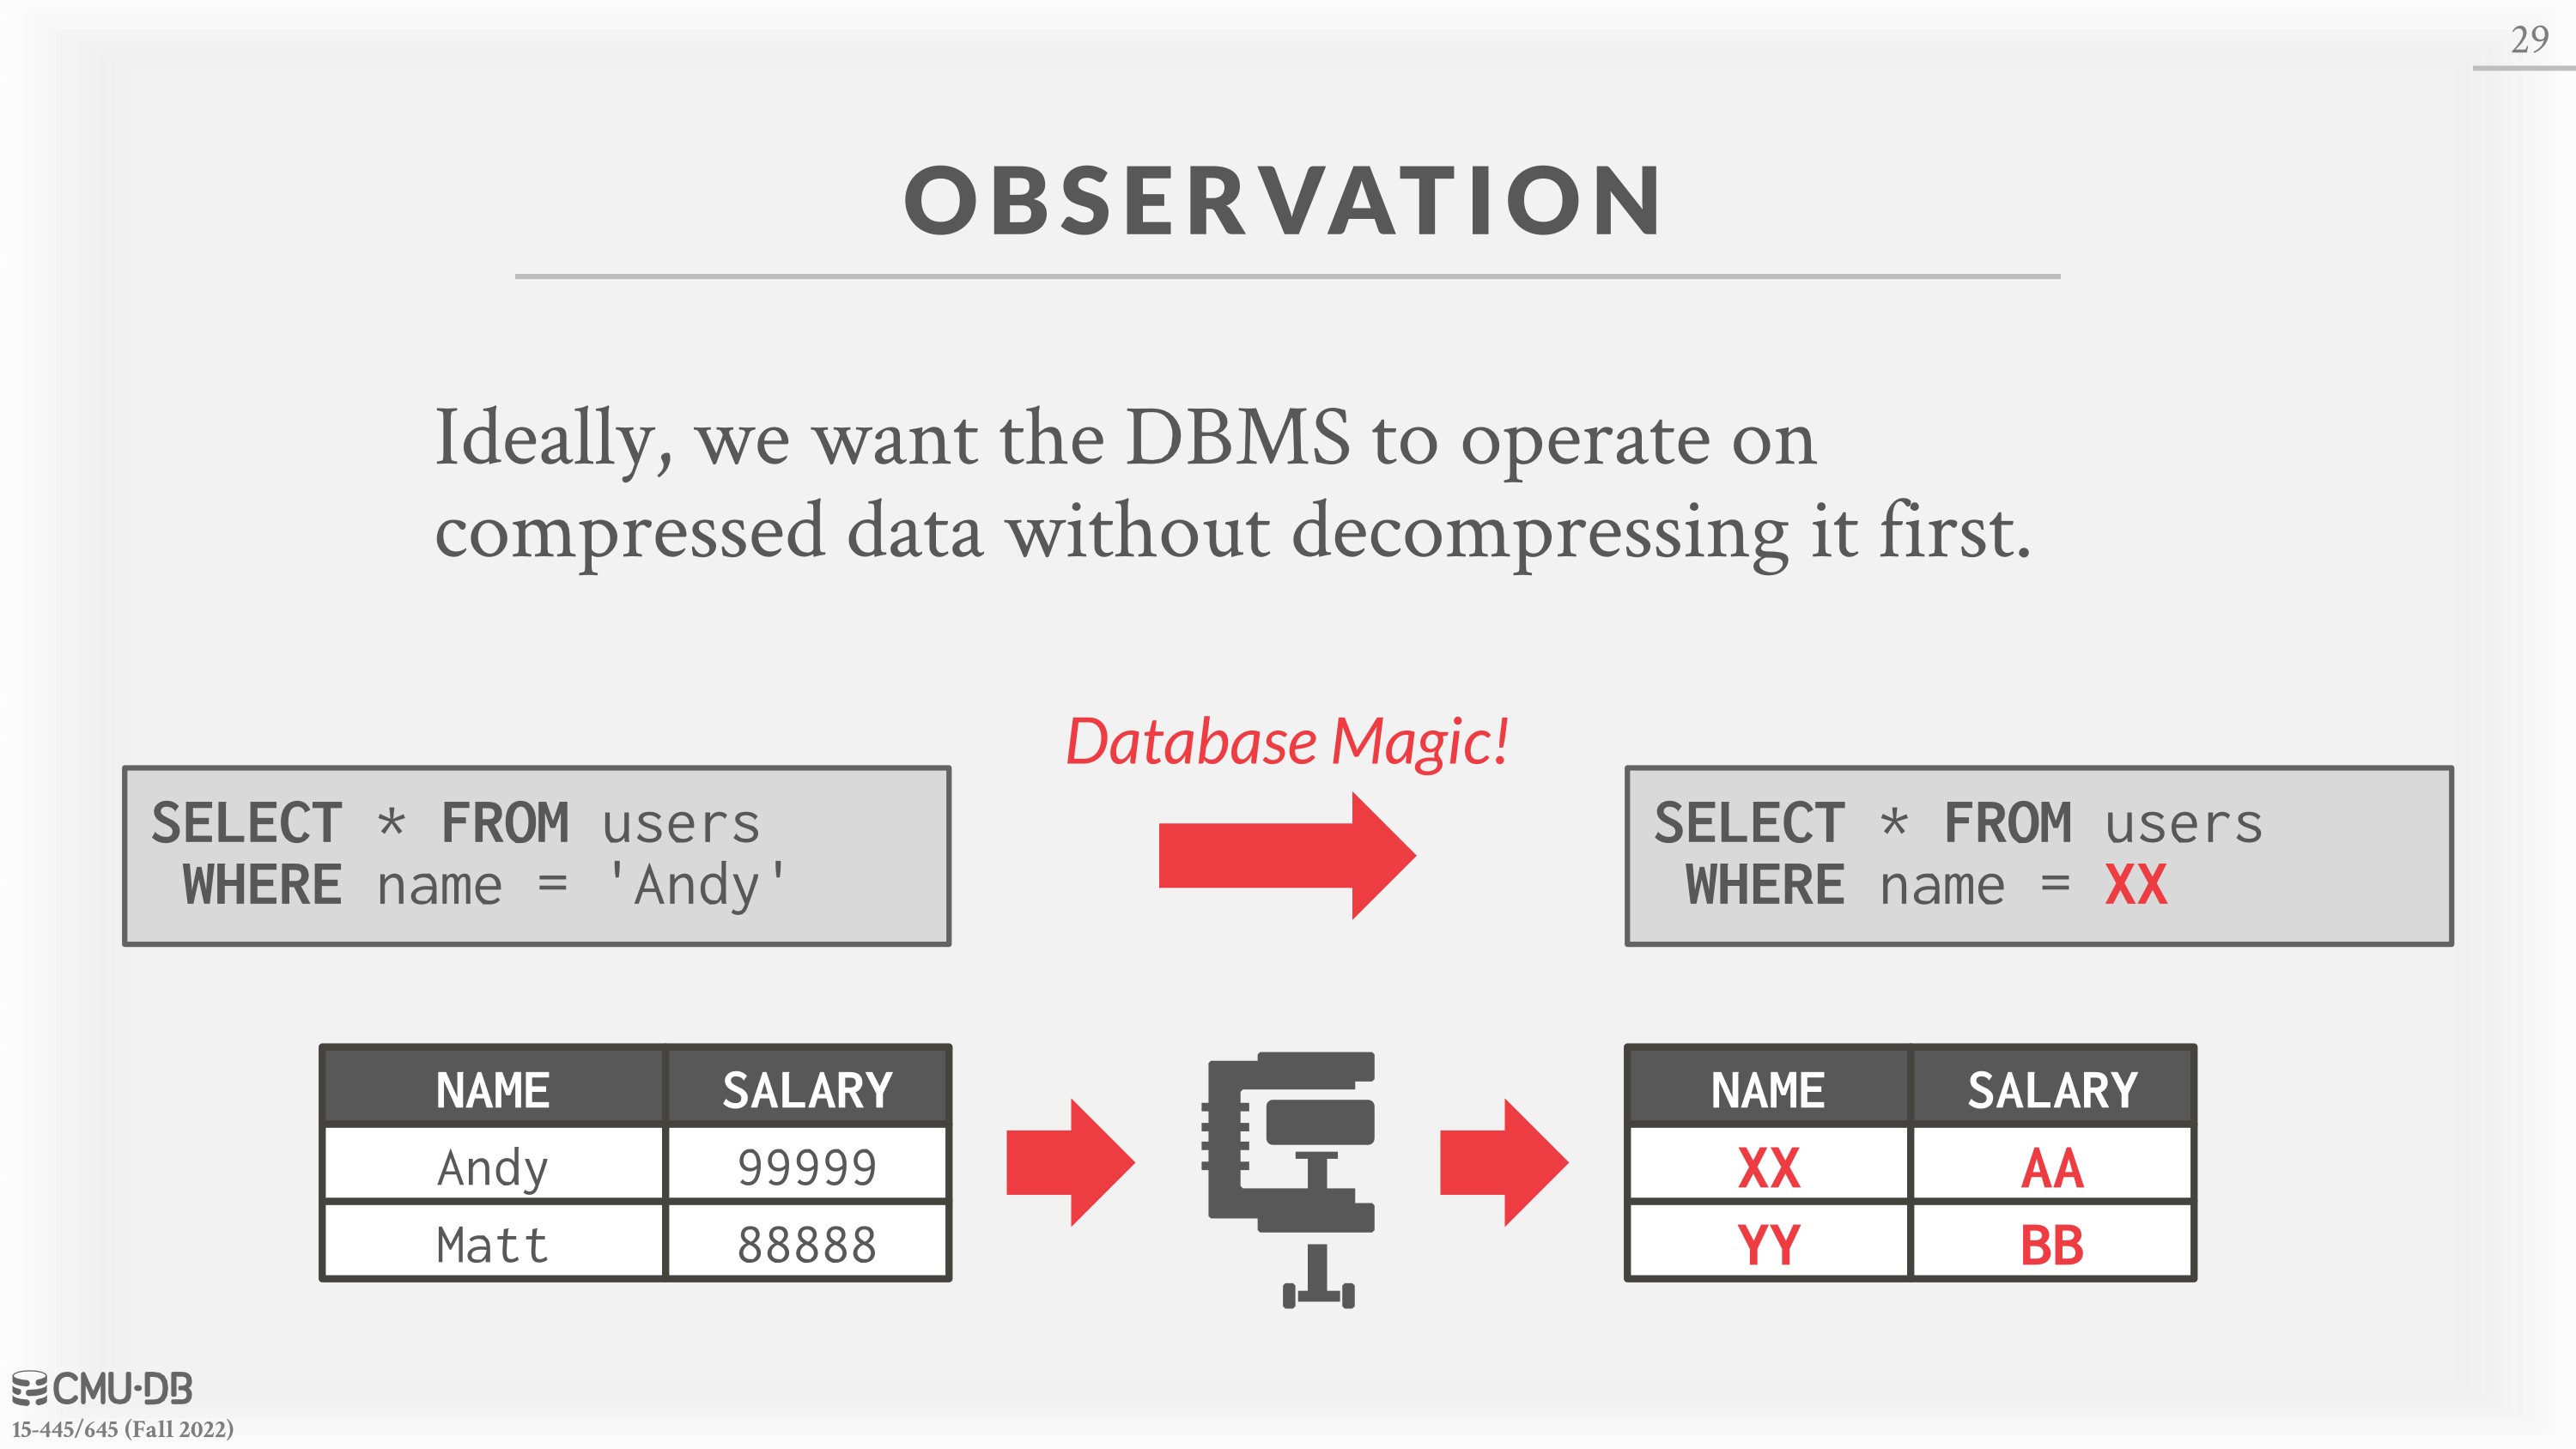 29
OBSERVATION
Ideally, we want the DBMS to operate on
compressed data without decompressing it first.
Database Magic!
SELECT * FROM users
WHERE name = 'Andy'
SELECT * FROM users
WHERE name = XX
NAME SALARY
Andy 99999
Matt 88888
NAME SALARY
XX AA
YY BB
CMU·DB
15-445/645 (Fall 2022)